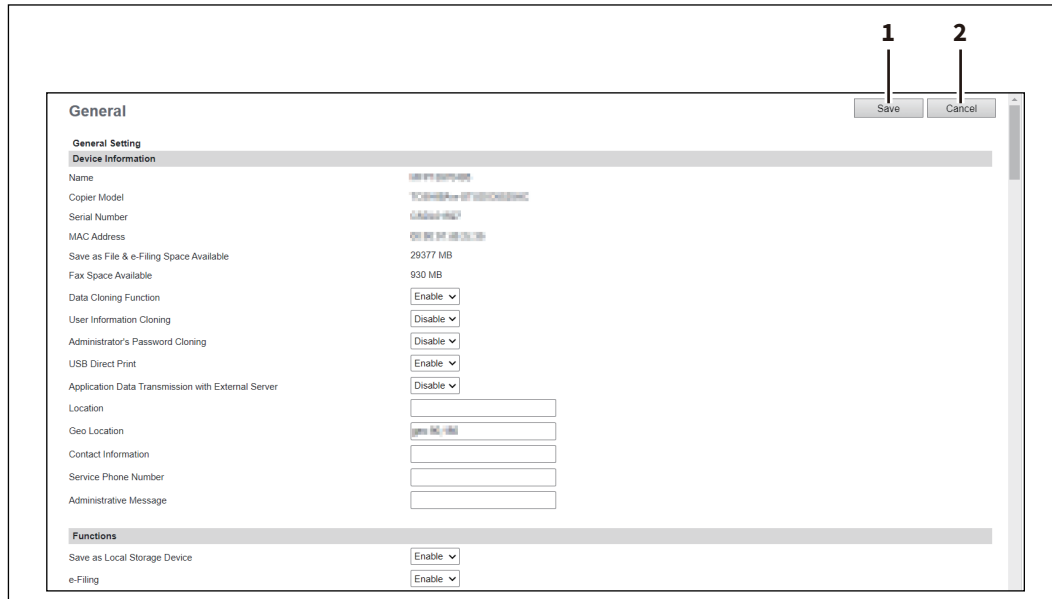 1 2
General Save Cancel
General Setting
Device Information
Name
Copier Model
Serial Number
MAC Address
Save as File & e-Filing Space Available 29377 MB
Fax Space Available 930 MB
Data Cloning Function Enable
User Information Cloning Disable
Administrator's Password Cloning Disable
USB Direct Print Enable
Application Data Transmission with External Server Disable
Location
Geo Location
Contact Information
Service Phone Number
Administrative Message
Functions
Save as Local Storage Device Enable
e-Filing Enable